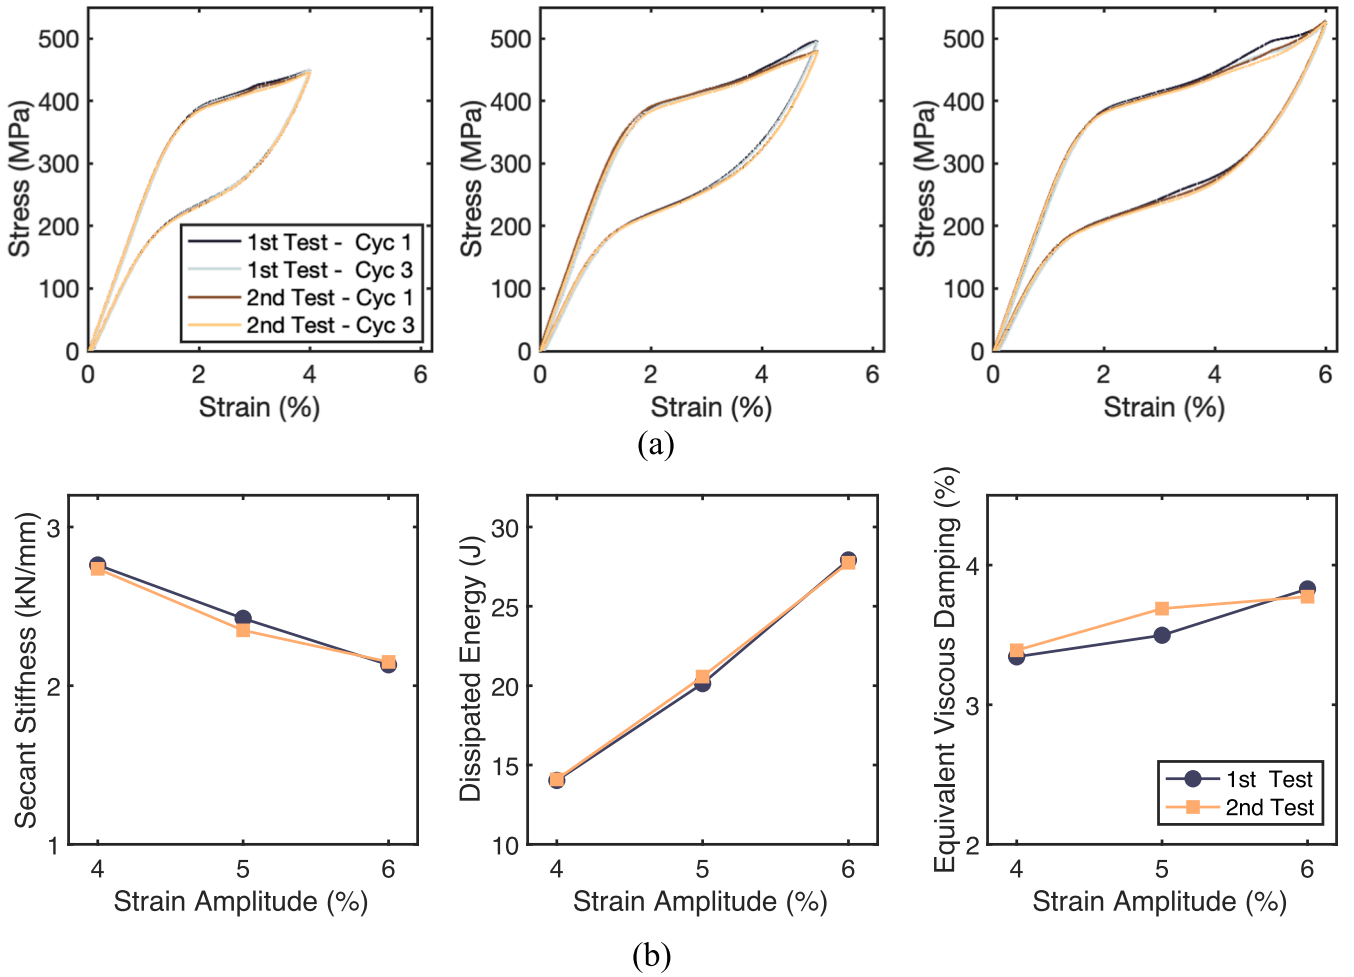 500
400
300
200
100
0
Stress (MPa)
0 2 4 6
Strain (%)
1st Test - Cyc 1
1st Test - Cyc 3
2nd Test - Cyc 1
2nd Test - Cyc 3
500
400
300
200
100
0
Stress (MPa)
0 2 4 6
Strain (%)
500
400
300
200
100
0
Stress (MPa)
0 2 4 6
Strain (%)
(a)
3
2
1
Secant Stiffness (kN/mm)
4 5 6
Strain Amplitude (%)
30
25
20
15
10
Dissipated Energy (J)
4 5 6
Strain Amplitude (%)
4
3
2
Equivalent Viscous Damping (%)
4 5 6
Strain Amplitude (%)
1st Test
2nd Test
(b)